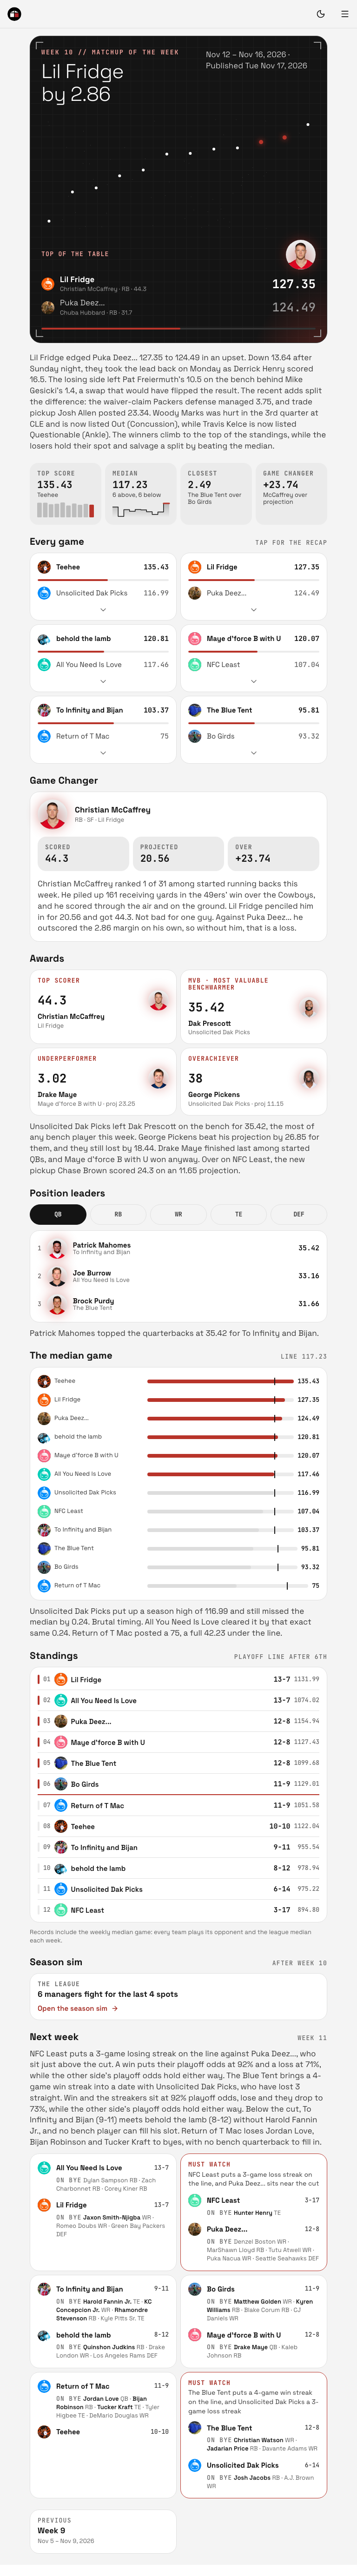 WEEK 10 // MATCHUP OF THE WEEK
Nov 12 – Nov 16, 2026 ·
Published Tue Nov 17, 2026
Lil Fridge
by 2.86
TOP OF THE TABLE
Lil Fridge
Christian McCaffrey · RB · 44.3
127.35
Puka Deez...
Chuba Hubbard · RB · 31.7
124.49
Lil Fridge edged Puka Deez... 127.35 to 124.49 in an upset. Down 13.64 after
Sunday night, they took the lead back on Monday as Derrick Henry scored
16.5. The losing side left Pat Freiermuth's 10.5 on the bench behind Mike
Gesicki's 1.4, a swap that would have flipped the result. The recent adds split
the difference: the waiver-claim Packers defense managed 3.75, and trade
pickup Josh Allen posted 23.34. Woody Marks was hurt in the 3rd quarter at
CLE and is now listed Out (Concussion), while Travis Kelce is now listed
Questionable (Ankle). The winners climb to the top of the standings, while the
losers hold their spot and salvage a split by beating the median.
TOP SCORE
135.43
Teehee
MEDIAN
117.23
6 above, 6 below
CLOSEST
2.49
The Blue Tent over
Bo Girds
GAME CHANGER
+23.74
McCaffrey over
projection
Every game
TAP FOR THE RECAP
Teehee 135.43
Unsolicited Dak Picks 116.99
Lil Fridge 127.35
Puka Deez... 124.49
behold the lamb 120.81
All You Need Is Love 117.46
Maye d'force B with U 120.07
NFC Least 107.04
To Infinity and Bijan 103.37
Return of T Mac 75
The Blue Tent 95.81
Bo Girds 93.32
Game Changer
Christian McCaffrey
RB · SF · Lil Fridge
SCORED
44.3
PROJECTED
20.56
OVER
+23.74
Christian McCaffrey ranked 1 of 31 among started running backs this
week. He piled up 161 receiving yards in the 49ers' win over the Cowboys,
and he scored through the air and on the ground. Lil Fridge penciled him
in for 20.56 and got 44.3. Not bad for one guy. Against Puka Deez... he
outscored the 2.86 margin on his own, so without him, that is a loss.
Awards
TOP SCORER
44.3
Christian McCaffrey
Lil Fridge
MVB - MOST VALUABLE
BENCHWARMER
35.42
Dak Prescott
Unsolicited Dak Picks
UNDERPERFORMER
3.02
Drake Maye
Maye d'force B with U · proj 23.25
OVERACHIEVER
38
George Pickens
Unsolicited Dak Picks · proj 11.15
Unsolicited Dak Picks left Dak Prescott on the bench for 35.42, the most of
any bench player this week. George Pickens beat his projection by 26.85 for
them, and they still lost by 18.44. Drake Maye finished last among starting
QBs, and Maye d'force B with U won anyway. Over on NFC Least, the new
pickup Chase Brown scored 24.3 on an 11.65 projection.
Position leaders
QB
RB
WR
TE
DEF
1 Patrick Mahomes
To Infinity and Bijan
35.42
2 Joe Burrow
All You Need Is Love
33.16
3 Brock Purdy
The Blue Tent
31.66
Patrick Mahomes topped the quarterbacks at 35.42 for To Infinity and Bijan.
The median game
LINE 117.23
Teehee 135.43
Lil Fridge 127.35
Puka Deez... 124.49
behold the lamb 120.81
Maye d'force B with U 120.07
All You Need Is Love 117.46
Unsolicited Dak Picks 116.99
NFC Least 107.04
To Infinity and Bijan 103.37
The Blue Tent 95.81
Bo Girds 93.32
Return of T Mac 75
Unsolicited Dak Picks put up a season high of 116.99 and still missed the
median by 0.24. Brutal timing. All You Need Is Love cleared it by that exact
same 0.24. Return of T Mac posted a 75, a full 42.23 under the line.
Standings
PLAYOFF LINE AFTER 6TH
01 Lil Fridge 13-7 1131.99
02 All You Need Is Love 13-7 1074.02
03 Puka Deez... 12-8 1154.94
04 Maye d'force B with U 12-8 1127.43
05 The Blue Tent 12-8 1099.68
06 Bo Girds 11-9 1129.01
07 Return of T Mac 11-9 1051.58
08 Teehee 10-10 1122.04
09 To Infinity and Bijan 9-11 955.54
10 behold the lamb 8-12 978.94
11 Unsolicited Dak Picks 6-14 975.22
12 NFC Least 3-17 894.80
Records include the weekly median game: every team plays its opponent and the league median
each week.
Season sim
AFTER WEEK 10
THE LEAGUE
6 managers fight for the last 4 spots
Open the season sim →
Next week
WEEK 11
NFC Least puts a 3-game losing streak on the line against Puka Deez..., who
sit just above the cut. A win puts their playoff odds at 92% and a loss at 71%,
while the other side's playoff odds hold either way. The Blue Tent brings a 4-
game win streak into a date with Unsolicited Dak Picks, who have lost 3
straight. Win and the streakers sit at 92% playoff odds, lose and they drop to
73%, while the other side's playoff odds hold either way. Below the cut, To
Infinity and Bijan (9-11) meets behold the lamb (8-12) without Harold Fannin
Jr., and no bench player can fill his slot. Return of T Mac loses Jordan Love,
Bijan Robinson and Tucker Kraft to byes, with no bench quarterback to fill in.
All You Need Is Love 13-7
ON BYE Dylan Sampson RB · Zach
Charbonnet RB · Corey Kiner RB
Lil Fridge 13-7
ON BYE Jaxon Smith-Njigba WR ·
Romeo Doubs WR · Green Bay Packers
DEF
MUST WATCH
NFC Least puts a 3-game loss streak on
the line, and Puka Deez... sits near the cut
NFC Least 3-17
ON BYE Hunter Henry TE
Puka Deez... 12-8
ON BYE Denzel Boston WR ·
MarShawn Lloyd RB · Tutu Atwell WR ·
Puka Nacua WR · Seattle Seahawks DEF
To Infinity and Bijan 9-11
ON BYE Harold Fannin Jr. TE · KC
Concepcion Jr. WR · Rhamondre
Stevenson RB · Kyle Pitts Sr. TE
behold the lamb 8-12
ON BYE Quinshon Judkins RB · Drake
London WR · Los Angeles Rams DEF
Bo Girds 11-9
ON BYE Matthew Golden WR · Kyren
Williams RB · Blake Corum RB · CJ
Daniels WR
Maye d'force B with U 12-8
ON BYE Drake Maye QB · Kaleb
Johnson RB
Return of T Mac 11-9
ON BYE Jordan Love QB · Bijan
Robinson RB · Tucker Kraft TE · Tyler
Higbee TE · DeMario Douglas WR
Teehee 10-10
MUST WATCH
The Blue Tent puts a 4-game win streak
on the line, and Unsolicited Dak Picks a 3-
game loss streak
The Blue Tent 12-8
ON BYE Christian Watson WR ·
Jadarian Price RB · Davante Adams WR
Unsolicited Dak Picks 6-14
ON BYE Josh Jacobs RB · A.J. Brown
WR
PREVIOUS
Week 9
Nov 5 – Nov 9, 2026